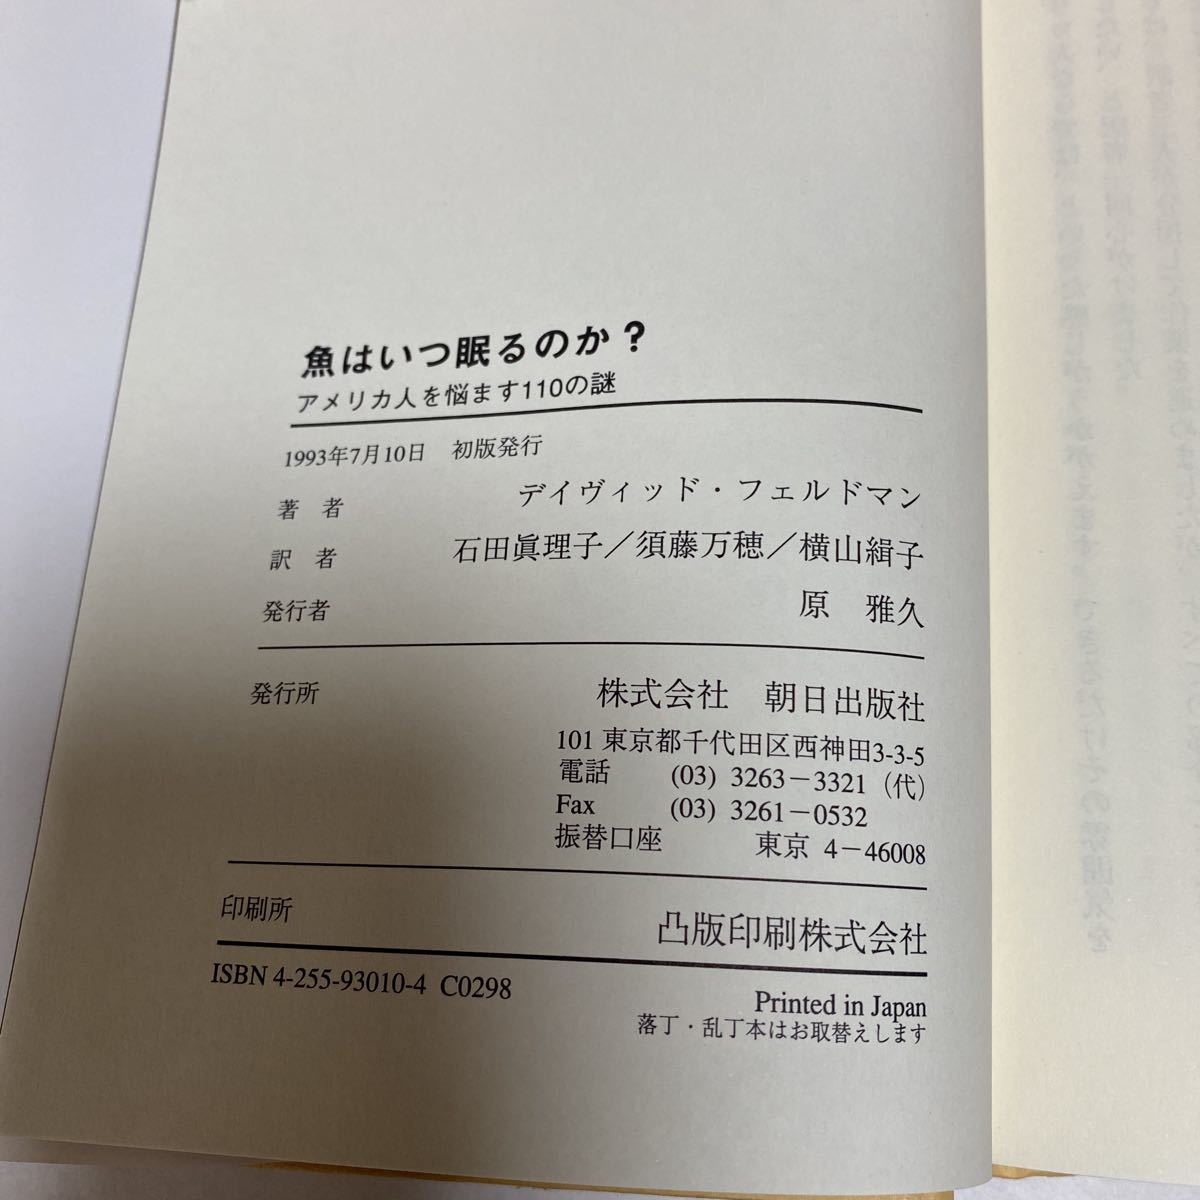 魚はいつ眠るのか？
アメリカ人を悩ます110の謎
1993年7月10日　初版発行
著　者　デイヴィッド・フェルドマン
訳　者　石田眞理子／須藤万穂／横山緝子
発行者　原　雅久
発行所　株式会社　朝日出版社
101 東京都千代田区西神田3-3-5
電話　(03) 3263－3321（代）
Fax　(03) 3261－0532
振替口座　東京 4－46008
印刷所　凸版印刷株式会社
ISBN 4-255-93010-4 C0298
Printed in Japan
落丁・乱丁本はお取替えします